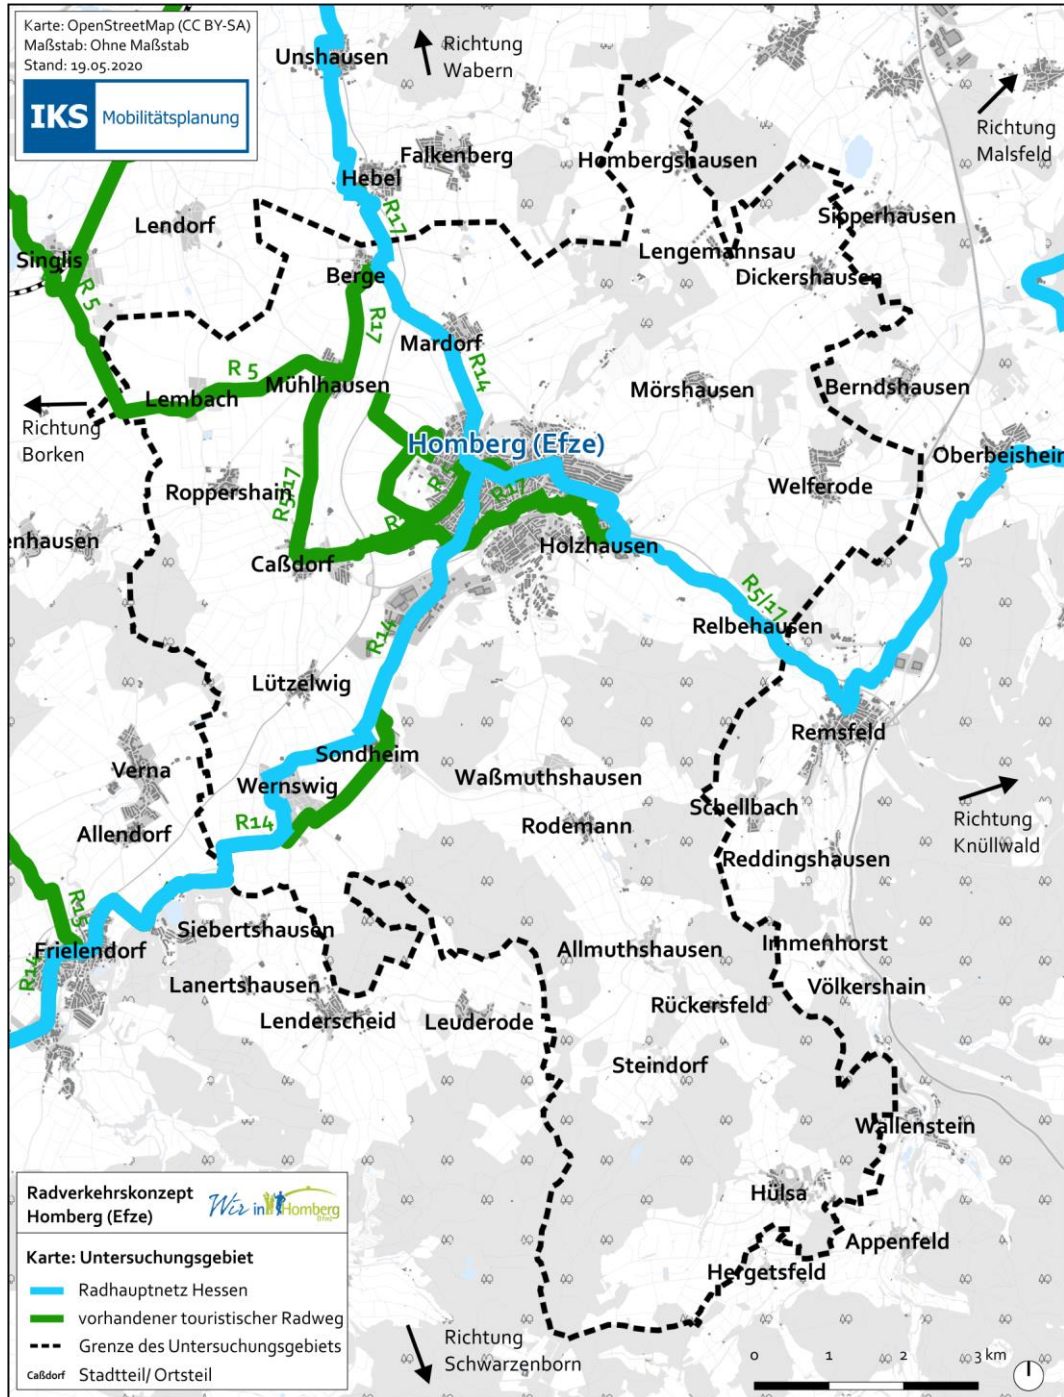 Karte: OpenStreetMap (CC BY-SA)
Maßstab: Ohne Maßstab
Stand: 19.05.2020
IKS Mobilitätsplanung
Unshausen
Richtung
Wabern
Richtung
Malsfeld
Falkenberg
Hombergshausen
Hebel
R17
Lendorf
Sipperhausen
Singlis
Lengemannsau
Berge
Dickershausen
R 5
R17
Mardorf
R14
R 5
Mühlhausen
Mörshausen
Berndshausen
Lembach
Richtung
Borken
Homberg (Efze)
Oberbeisheim
R17
Roppershain
R5/17
Welferode
enhausen
Holzhausen
Caßdorf
R5/17
Relbehausen
R14
Lützelwig
Remsfeld
Sondheim
Verna
Waßmuthshausen
Wernswig
Schellbach
Richtung
Knüllwald
Allendorf
R14
Rodemann
Reddingshausen
R15
Siebertshausen
Frielendorf
Allmuthshausen
Immenhorst
R14
Lanertshausen
Völkershain
Lenderscheid
Leuderode
Rückersfeld
Steindorf
Wallenstein
Hülsa
Appenfeld
Hergetsfeld
Radverkehrskonzept
Homberg (Efze)
Wir in Homberg
Karte: Untersuchungsgebiet
Radhauptnetz Hessen
vorhandener touristischer Radweg
Grenze des Untersuchungsgebiets
Caßdorf Stadtteil/ Ortsteil
Richtung
Schwarzenborn
0 1 2 3 km